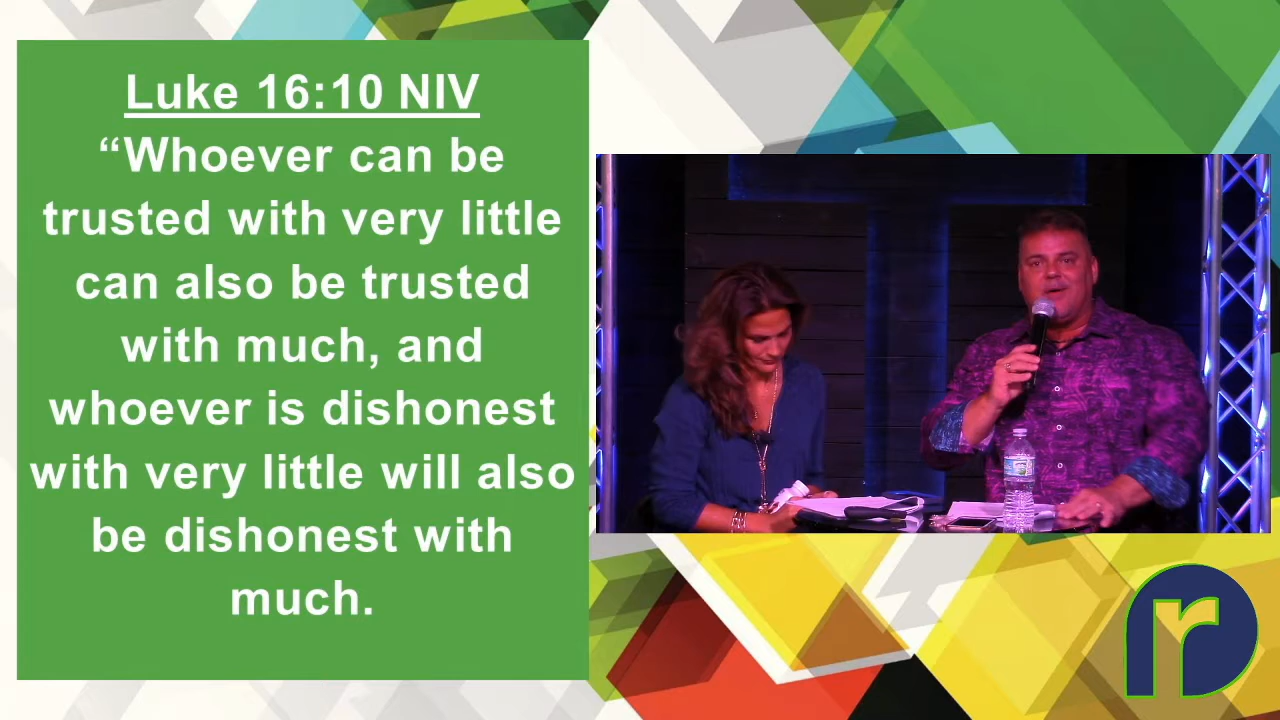 Luke 16:10 NIV
“Whoever can be
trusted with very little
can also be trusted
with much, and
whoever is dishonest
with very little will also
be dishonest with
much.
r